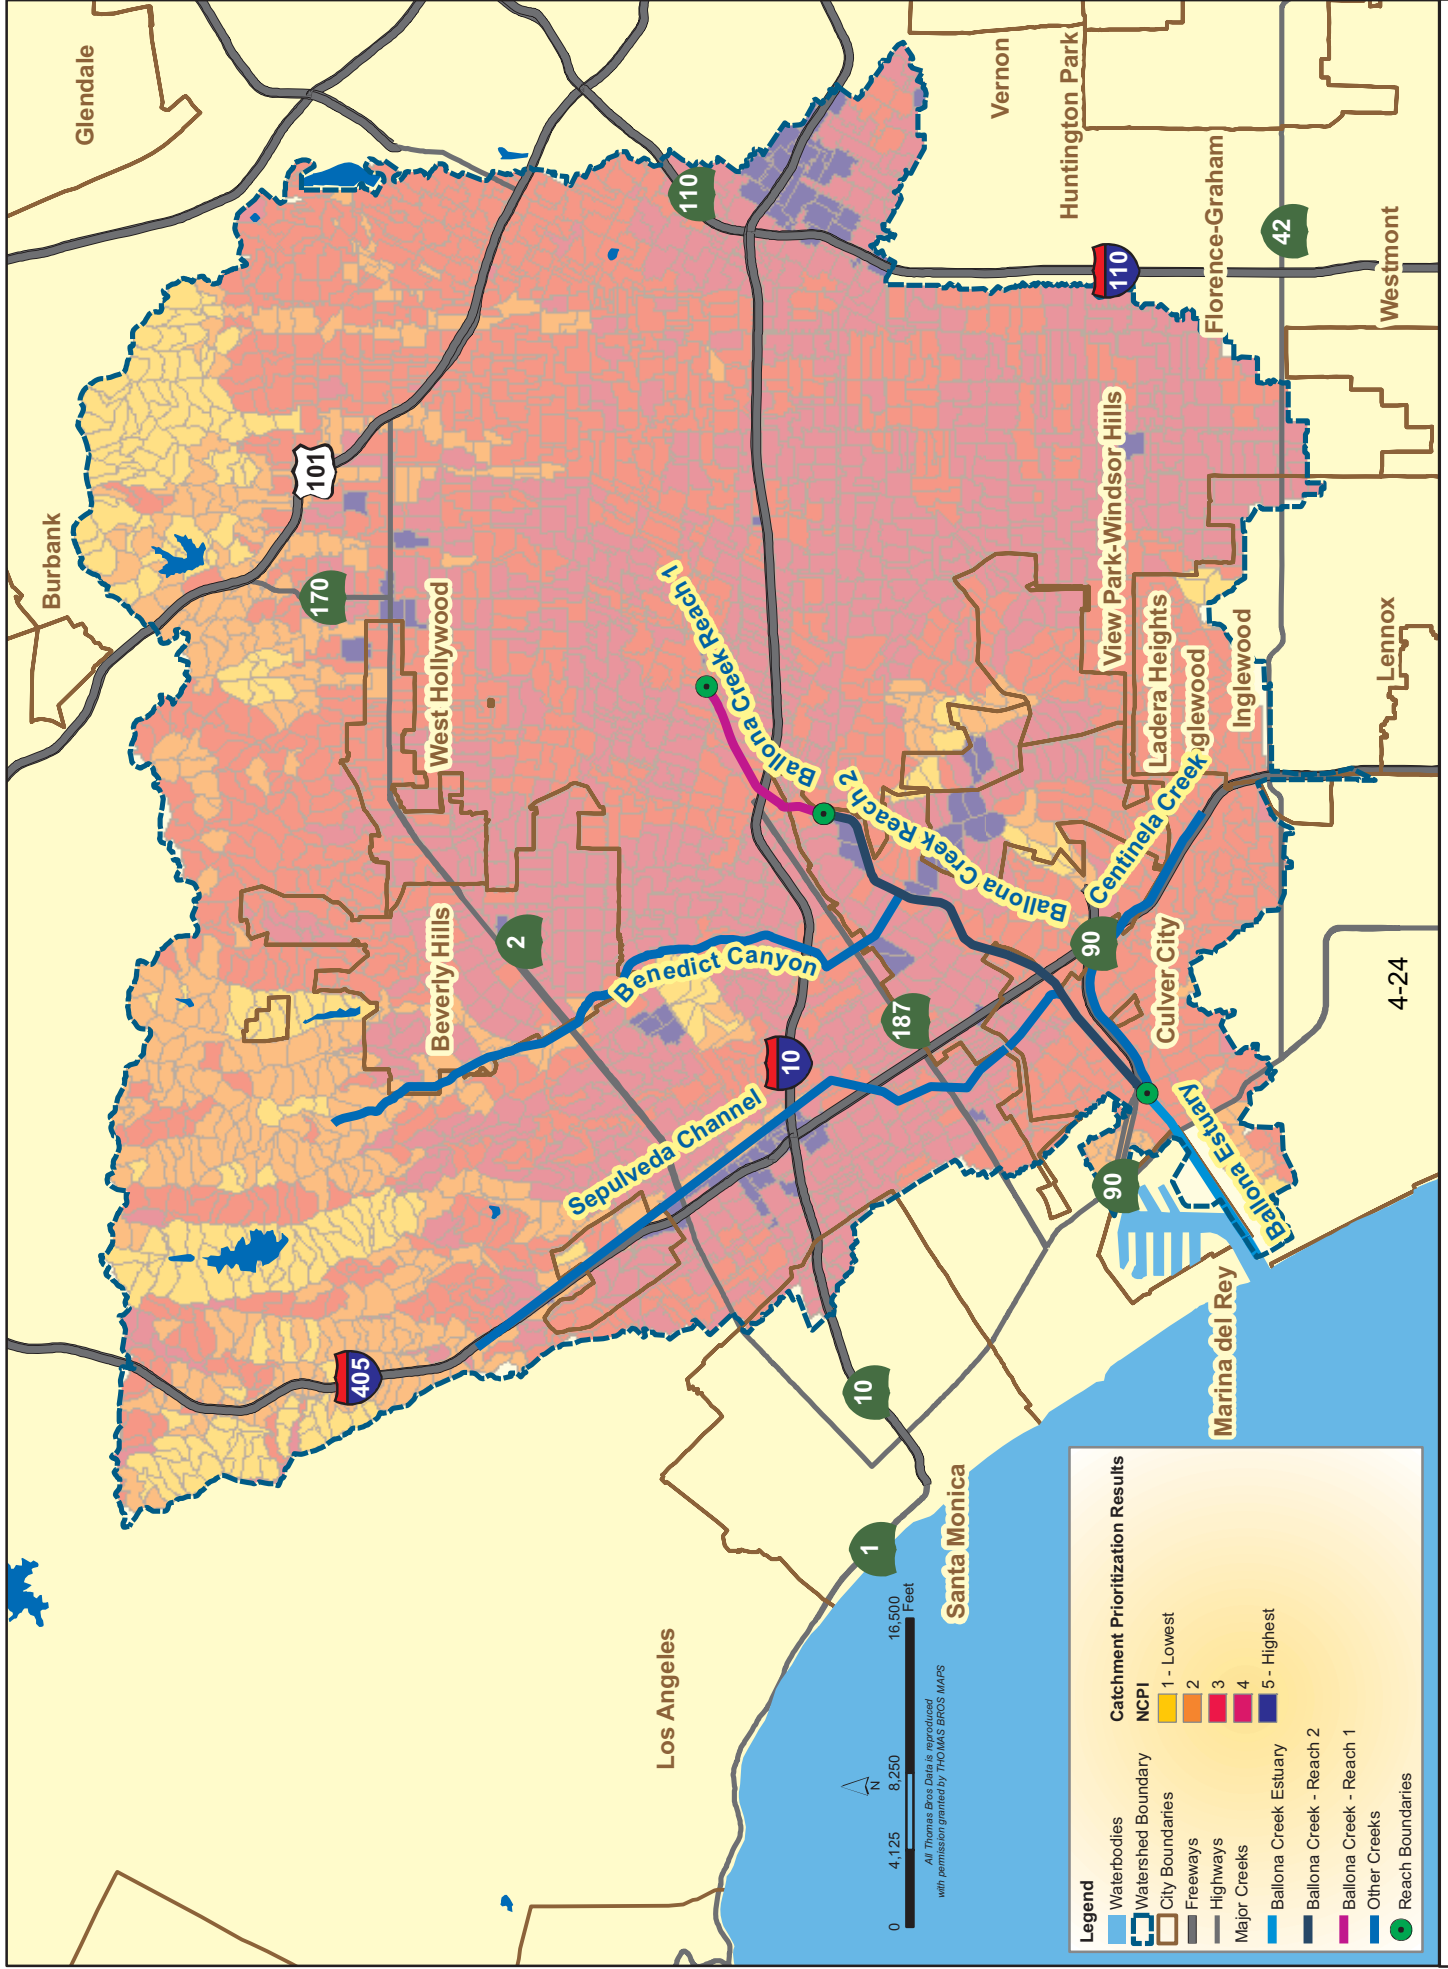 Glendale
Burbank
Vernon
Huntington Park
Florence-Graham
Westmont
Lennox
101
170
110
110
42
West Hollywood
Beverly Hills
2
Ballona Creek Reach 1
Ballona Creek Reach 2
View Park-Windsor Hills
Ladera Heights
Inglewood
nglewood
Centinela Creek
Benedict Canyon
Sepulveda Channel
10
187
90
90
Culver City
Ballona Estuary
405
10
1
Marina del Rey
Santa Monica
Los Angeles
4-24
N
0 4,125 8,250 16,500
Feet
All Thomas Bros Data is reproduced
with permission granted by THOMAS BROS MAPS
Legend
Waterbodies
Watershed Boundary
City Boundaries
Freeways
Highways
Major Creeks
Ballona Creek Estuary
Ballona Creek - Reach 2
Ballona Creek - Reach 1
Other Creeks
Reach Boundaries
Catchment Prioritization Results
NCPI
1 - Lowest
2
3
4
5 - Highest